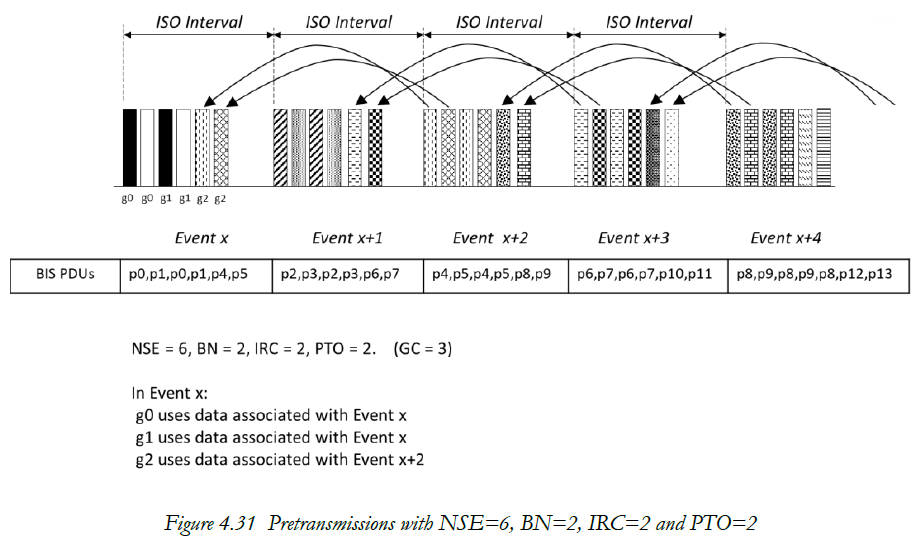 ISO Interval ISO Interval ISO Interval ISO Interval
g0 g0 g1 g1 g2 g2
Event x Event x+1 Event x+2 Event x+3 Event x+4
BIS PDUs p0,p1,p0,p1,p4,p5 p2,p3,p2,p3,p6,p7 p4,p5,p4,p5,p8,p9 p6,p7,p6,p7,p10,p11 p8,p9,p8,p9,p8,p12,p13
NSE = 6, BN = 2, IRC = 2, PTO = 2. (GC = 3)
In Event x:
g0 uses data associated with Event x
g1 uses data associated with Event x
g2 uses data associated with Event x+2
Figure 4.31 Pretransmissions with NSE=6, BN=2, IRC=2 and PTO=2